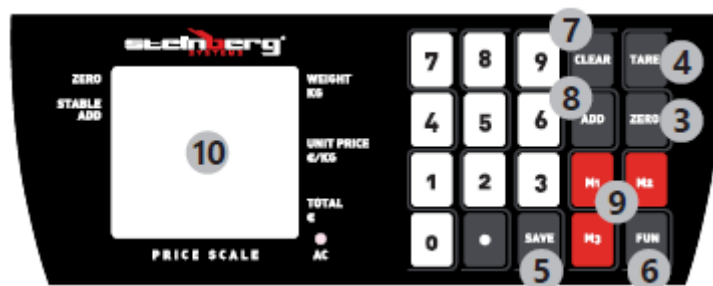 steinberg
SYSTEMS
ZERO
STABLE
ADD
10
WEIGHT
KG
UNIT PRICE
€/KG
TOTAL
€
AC
PRICE SCALE
7
8
9
7
CLEAR
TARE
4
4
5
6
8
ADD
ZERO
3
1
2
3
M1
M2
9
0
SAVE
M3
FUN
5
6